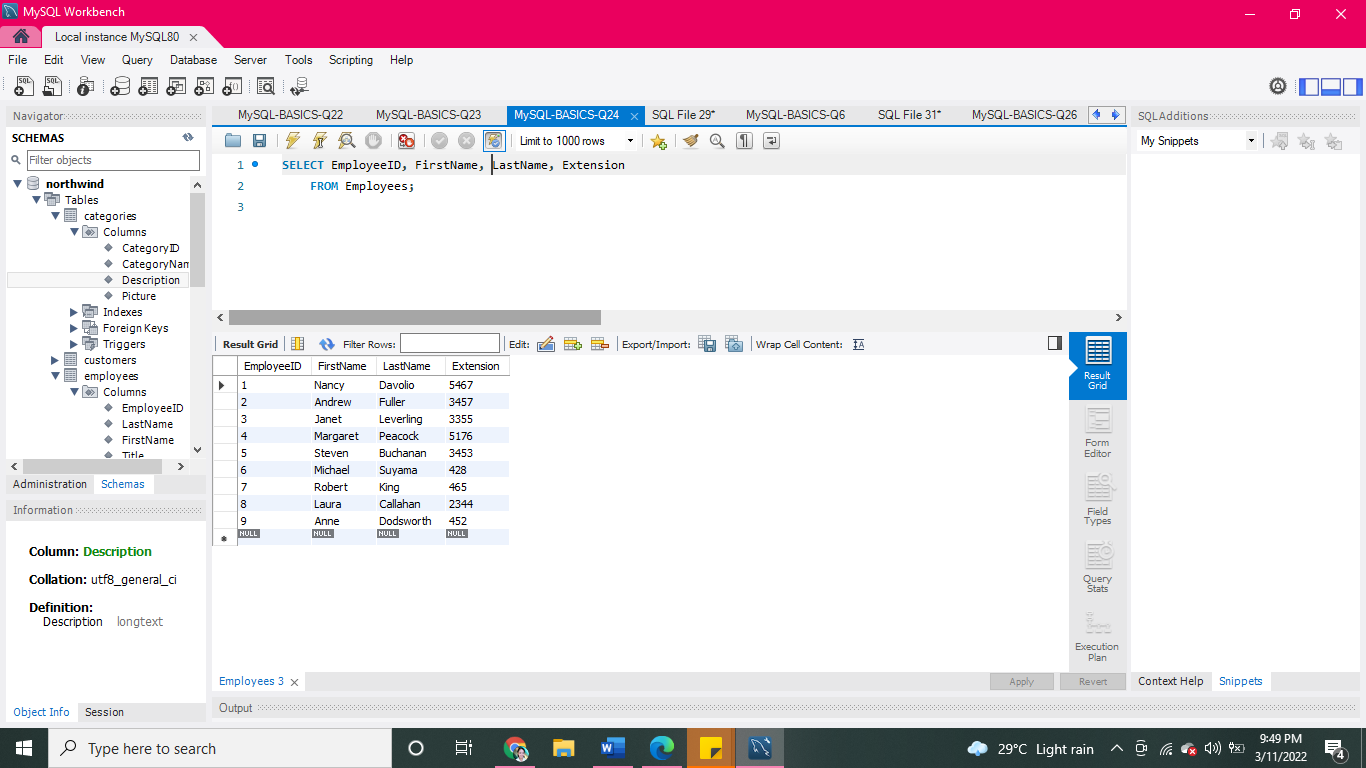 MySQL Workbench
Local instance MySQL80
File Edit View Query Database Server Tools Scripting Help
Navigator
SCHEMAS
Filter objects
northwind
Tables
categories
Columns
CategoryID
CategoryNam
Description
Picture
Indexes
Foreign Keys
Triggers
customers
employees
Columns
EmployeeID
LastName
FirstName
Title
Administration Schemas
Information
Column: Description
Collation: utf8_general_ci
Definition:
Description longtext
Object Info Session
MySQL-BASICS-Q22 MySQL-BASICS-Q23 MySQL-BASICS-Q24 SQL File 29* MySQL-BASICS-Q6 SQL File 31* MySQL-BASICS-Q26
Limit to 1000 rows
1 SELECT EmployeeID, FirstName, LastName, Extension
2 FROM Employees;
3
Result Grid Filter Rows: Edit: Export/Import: Wrap Cell Content:
EmployeeID FirstName LastName Extension
1 Nancy Davolio 5467
2 Andrew Fuller 3457
3 Janet Leverling 3355
4 Margaret Peacock 5176
5 Steven Buchanan 3453
6 Michael Suyama 428
7 Robert King 465
8 Laura Callahan 2344
9 Anne Dodsworth 452
NULL NULL NULL NULL
Result
Grid
Form
Editor
Field
Types
Query
Stats
Execution
Plan
Employees 3
Apply Revert
Output
SQLAdditions
My Snippets
Context Help Snippets
Type here to search
29°C Light rain
9:49 PM
3/11/2022
4